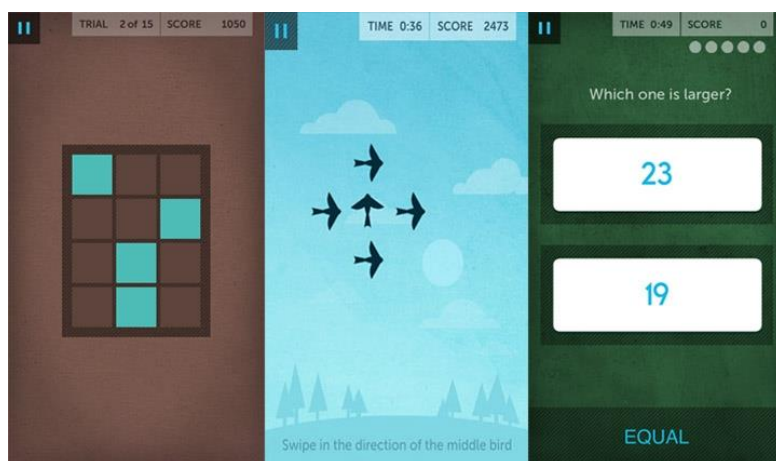 TRIAL 2 of 15 SCORE 1050
TIME 0:36 SCORE 2473
Swipe in the direction of the middle bird
TIME 0:49 SCORE 0
Which one is larger?
23
19
EQUAL